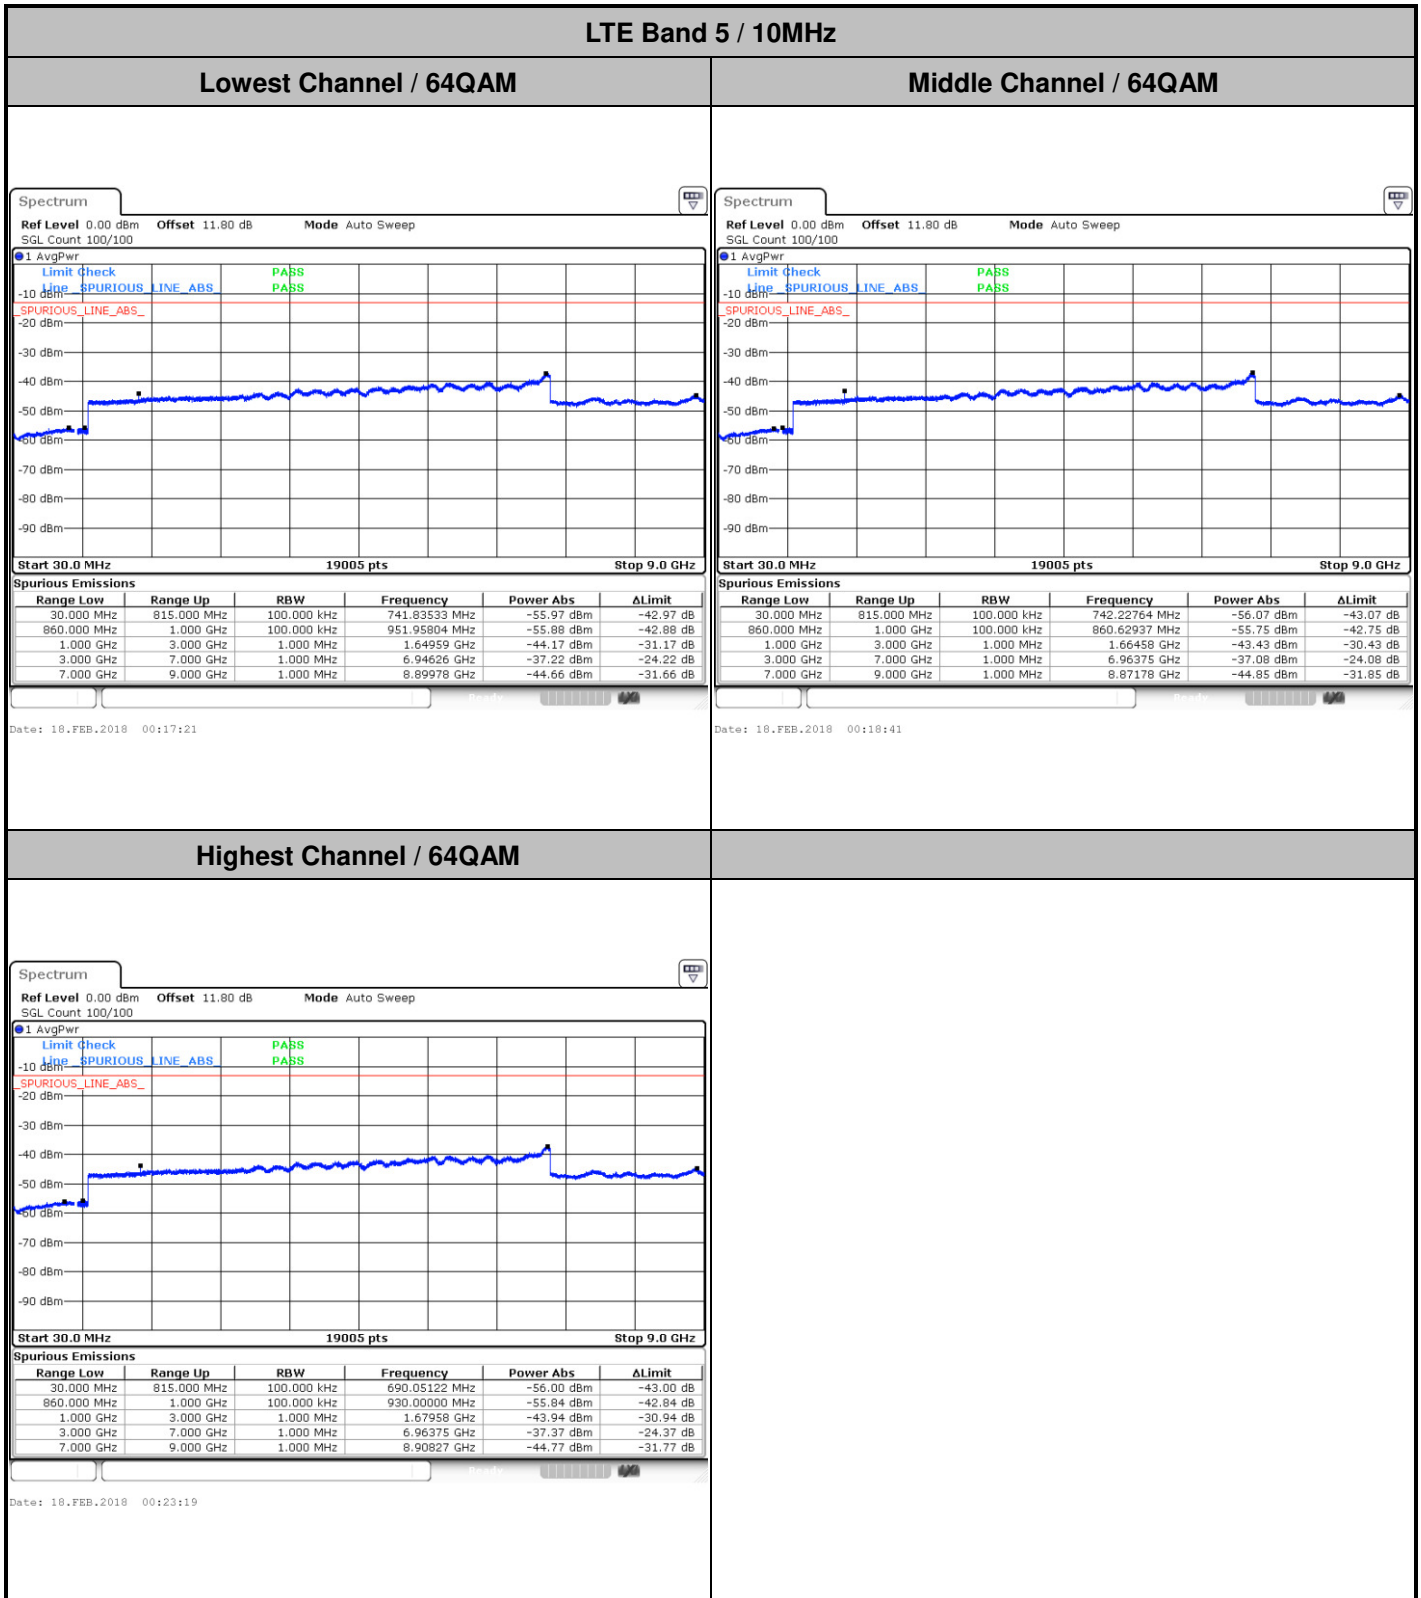 LTE Band 5 / 10MHz
Lowest Channel / 64QAM
Middle Channel / 64QAM
Spectrum
Ref Level 0.00 dBm Offset 11.80 dB Mode Auto Sweep
SGL Count 100/100
1 AvgPwr
Limit Check PASS
Line _SPURIOUS_LINE_ABS_ PASS
-10 dBm
_SPURIOUS_LINE_ABS_
-20 dBm
-30 dBm
-40 dBm
-50 dBm
-60 dBm
-70 dBm
-80 dBm
-90 dBm
Start 30.0 MHz 19005 pts Stop 9.0 GHz
Spurious Emissions
Range Low Range Up RBW Frequency Power Abs ΔLimit
30.000 MHz 815.000 MHz 100.000 kHz 741.83533 MHz -55.97 dBm -42.97 dB
860.000 MHz 1.000 GHz 100.000 kHz 951.95804 MHz -55.88 dBm -42.88 dB
1.000 GHz 3.000 GHz 1.000 MHz 1.64959 GHz -44.17 dBm -31.17 dB
3.000 GHz 7.000 GHz 1.000 MHz 6.94626 GHz -37.22 dBm -24.22 dB
7.000 GHz 9.000 GHz 1.000 MHz 8.89978 GHz -44.66 dBm -31.66 dB
Date: 18.FEB.2018 00:17:21
Spectrum
Ref Level 0.00 dBm Offset 11.80 dB Mode Auto Sweep
SGL Count 100/100
1 AvgPwr
Limit Check PASS
Line _SPURIOUS_LINE_ABS_ PASS
-10 dBm
_SPURIOUS_LINE_ABS_
-20 dBm
-30 dBm
-40 dBm
-50 dBm
-60 dBm
-70 dBm
-80 dBm
-90 dBm
Start 30.0 MHz 19005 pts Stop 9.0 GHz
Spurious Emissions
Range Low Range Up RBW Frequency Power Abs ΔLimit
30.000 MHz 815.000 MHz 100.000 kHz 742.22764 MHz -56.07 dBm -43.07 dB
860.000 MHz 1.000 GHz 100.000 kHz 860.62937 MHz -55.75 dBm -42.75 dB
1.000 GHz 3.000 GHz 1.000 MHz 1.66458 GHz -43.43 dBm -30.43 dB
3.000 GHz 7.000 GHz 1.000 MHz 6.96375 GHz -37.08 dBm -24.08 dB
7.000 GHz 9.000 GHz 1.000 MHz 8.87178 GHz -44.85 dBm -31.85 dB
Ready
Date: 18.FEB.2018 00:18:41
Highest Channel / 64QAM
Spectrum
Ref Level 0.00 dBm Offset 11.80 dB Mode Auto Sweep
SGL Count 100/100
1 AvgPwr
Limit Check PASS
Line _SPURIOUS_LINE_ABS_ PASS
-10 dBm
_SPURIOUS_LINE_ABS_
-20 dBm
-30 dBm
-40 dBm
-50 dBm
-60 dBm
-70 dBm
-80 dBm
-90 dBm
Start 30.0 MHz 19005 pts Stop 9.0 GHz
Spurious Emissions
Range Low Range Up RBW Frequency Power Abs ΔLimit
30.000 MHz 815.000 MHz 100.000 kHz 690.05122 MHz -56.00 dBm -43.00 dB
860.000 MHz 1.000 GHz 100.000 kHz 930.00000 MHz -55.84 dBm -42.84 dB
1.000 GHz 3.000 GHz 1.000 MHz 1.67958 GHz -43.94 dBm -30.94 dB
3.000 GHz 7.000 GHz 1.000 MHz 6.96375 GHz -37.37 dBm -24.37 dB
7.000 GHz 9.000 GHz 1.000 MHz 8.90827 GHz -44.77 dBm -31.77 dB
Ready
Date: 18.FEB.2018 00:23:19